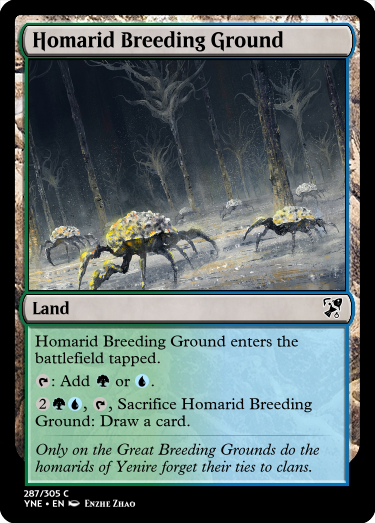 Homarid Breeding Ground
Land
Homarid Breeding Ground enters the
battlefield tapped.
: Add or .
2 , , Sacrifice Homarid Breeding
Ground: Draw a card.
Only on the Great Breeding Grounds do the
homarids of Yenire forget their ties to clans.
287/305 C
YNE • EN Enzhe Zhao